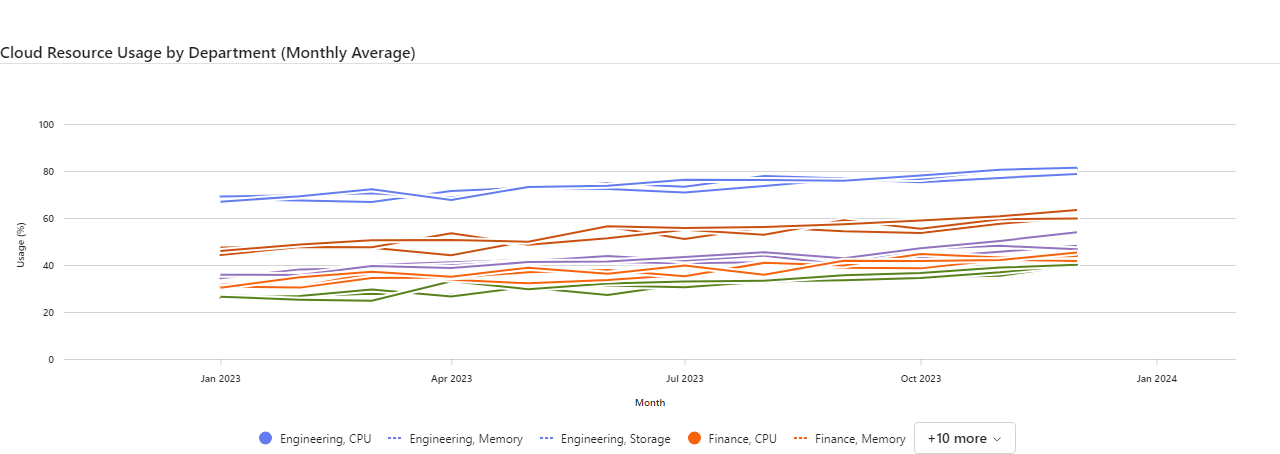 Cloud Resource Usage by Department (Monthly Average)
100
80
60
40
20
0
Usage (%)
Jan 2023 Apr 2023 Jul 2023 Oct 2023 Jan 2024
Month
Engineering, CPU Engineering, Memory Engineering, Storage Finance, CPU Finance, Memory +10 more